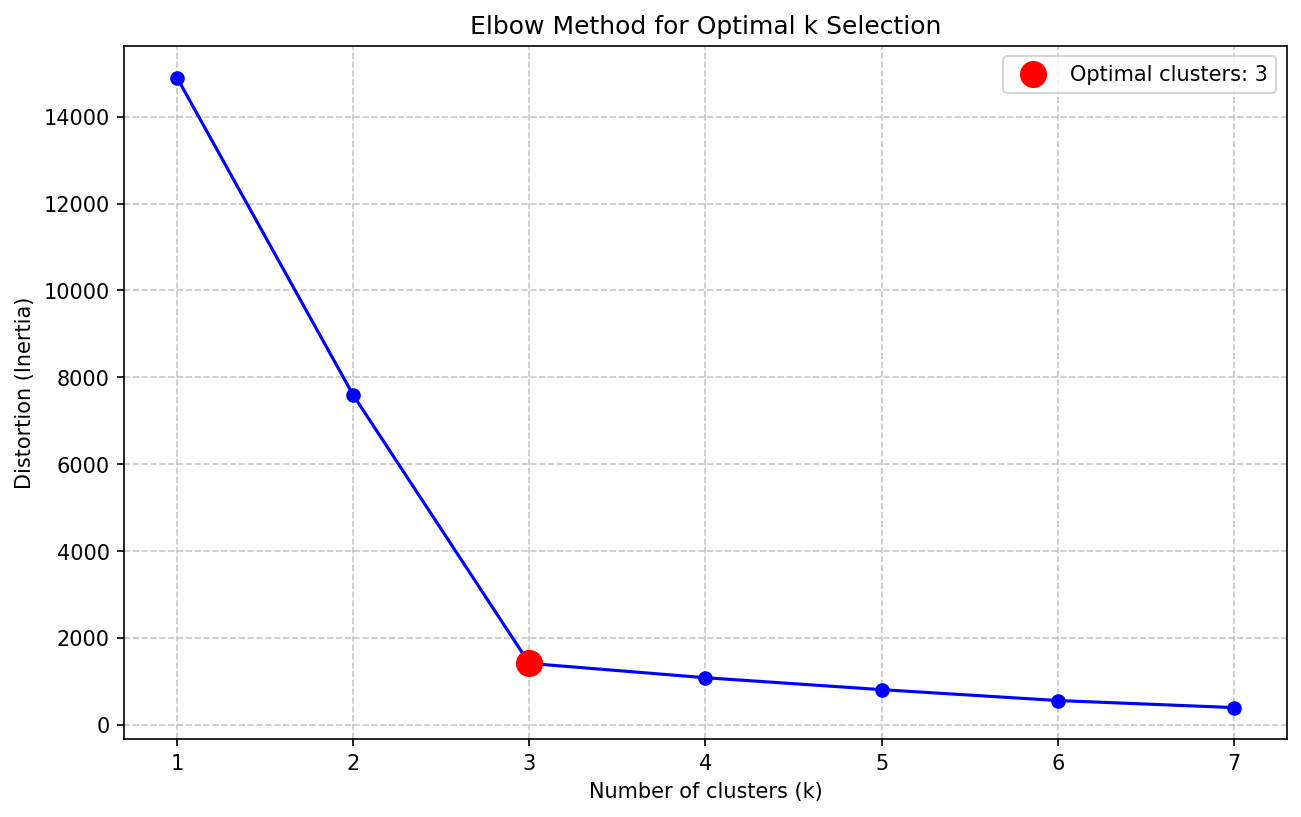 Elbow Method for Optimal k Selection
Optimal clusters: 3
Distortion (Inertia)
14000
12000
10000
8000
6000
4000
2000
0
1 2 3 4 5 6 7
Number of clusters (k)